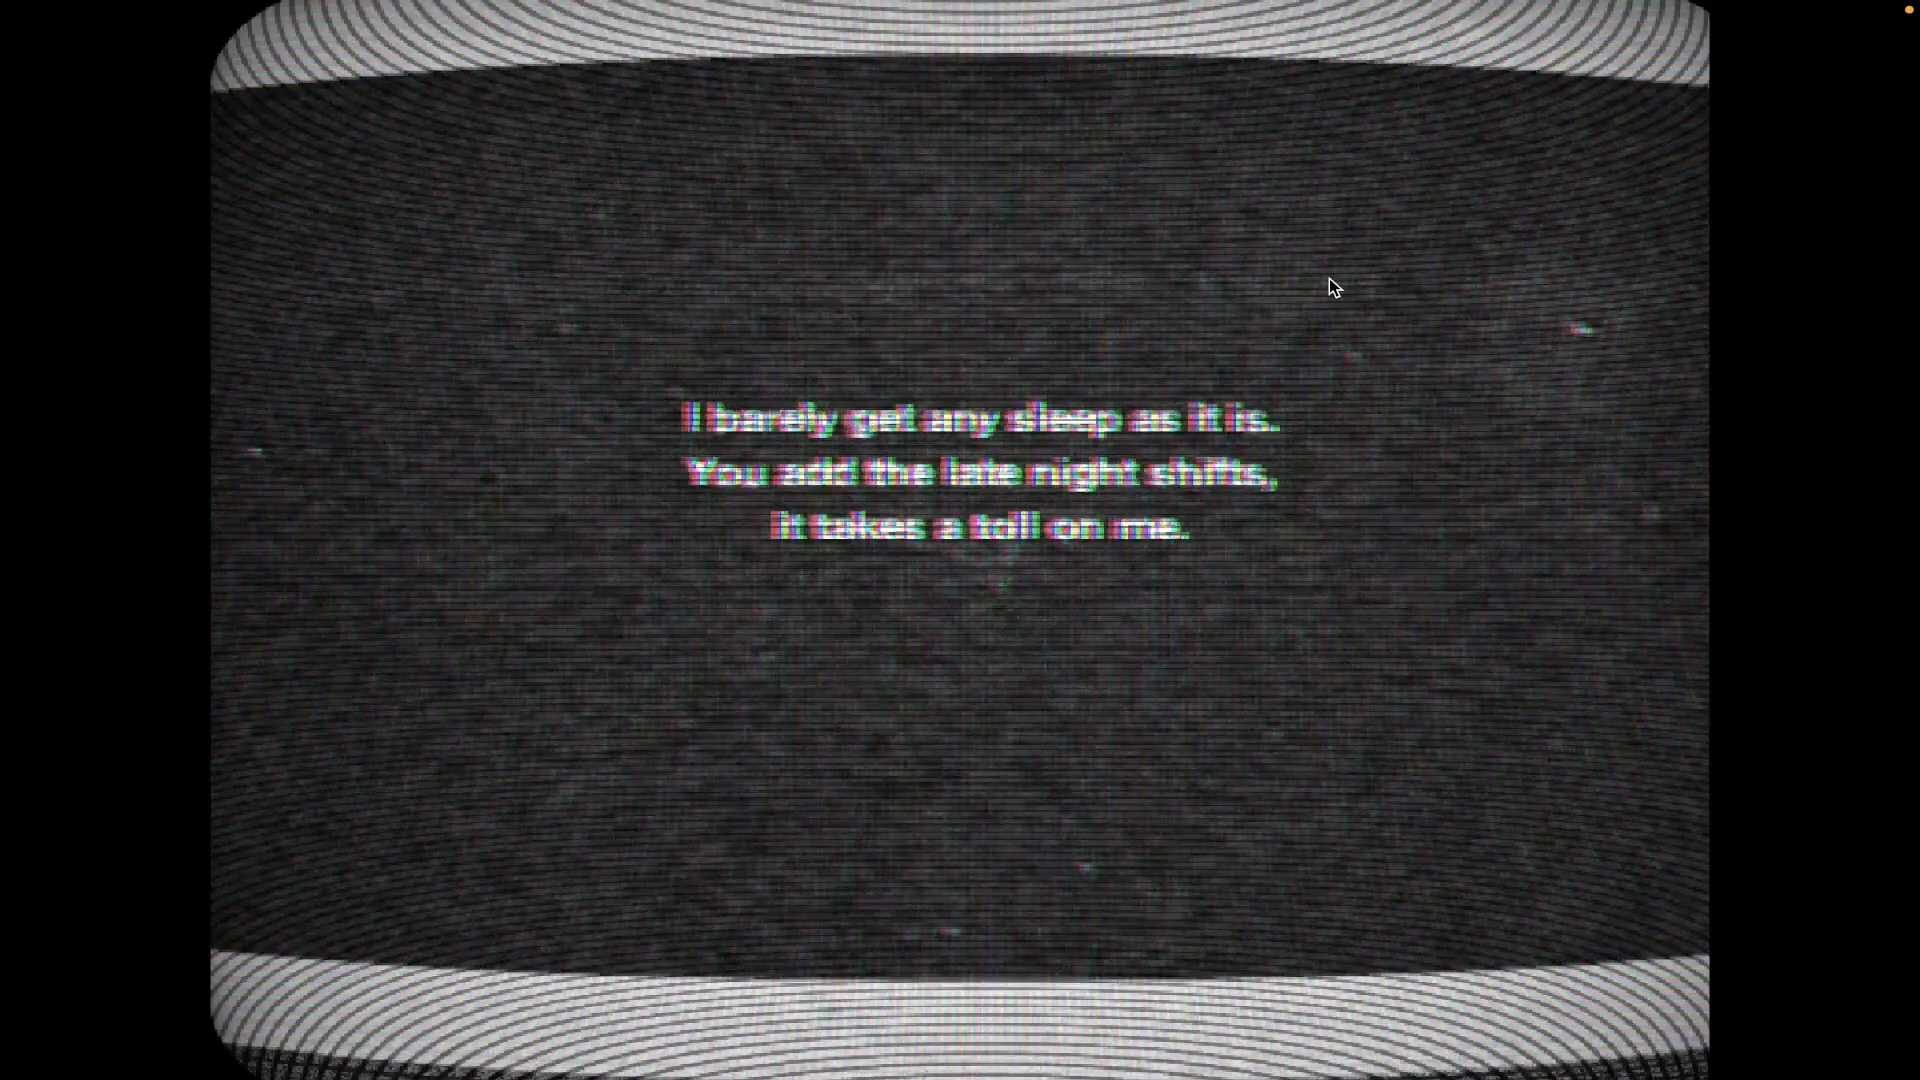 I barely get any sleep as it is.
You add the late night shifts,
it takes a toll on me.